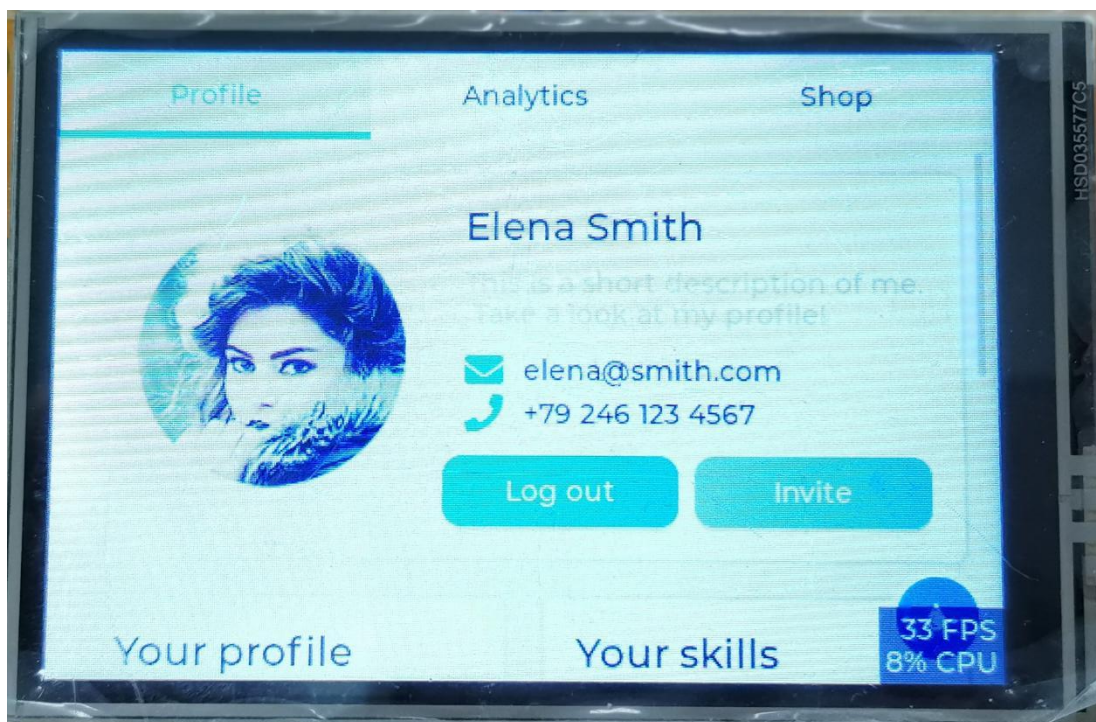 Profile
Analytics
Shop
HSD035577C5
Elena Smith
This is a short description of me.
Take a look at my profile!
elena@smith.com
+79 246 123 4567
Log out
Invite
Your profile
Your skills
33 FPS
8% CPU